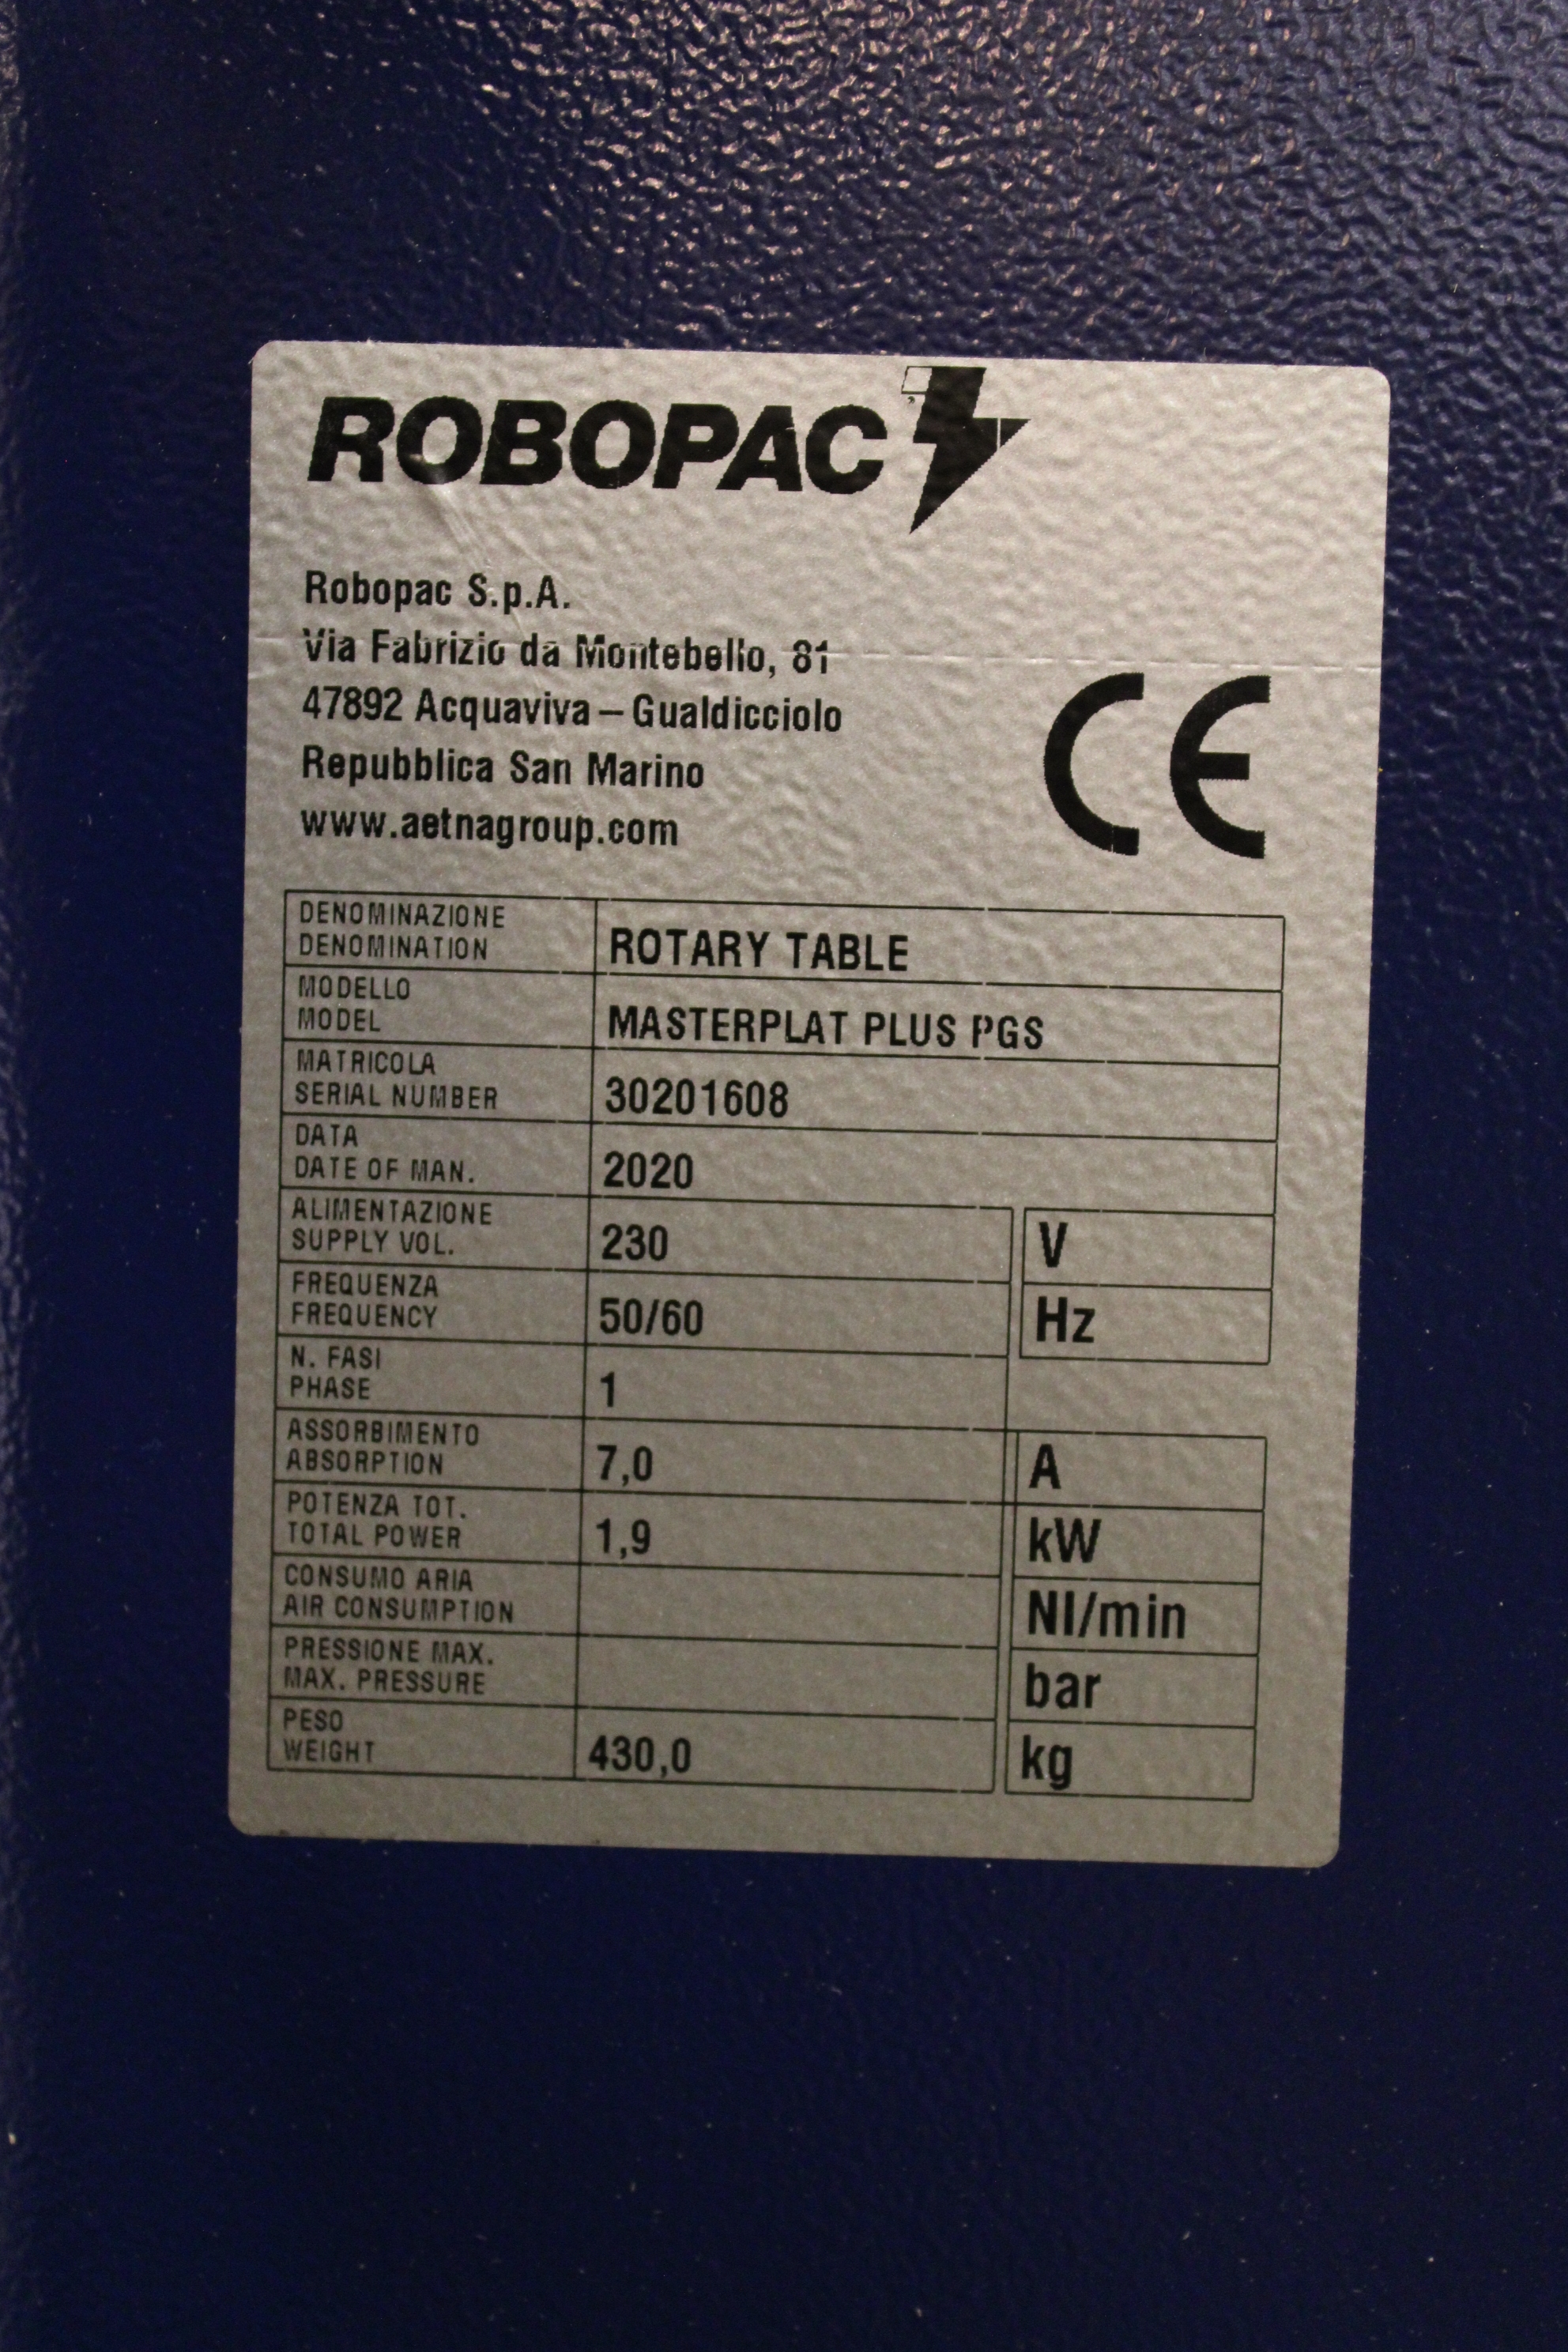 ROBOPAC
Robopac S.p.A.
Via Fabrizio da Montebello, 81
47892 Acquaviva – Gualdicciolo
Repubblica San Marino
www.aetnagroup.com
CE
DENOMINAZIONE
DENOMINATION
ROTARY TABLE
MODELLO
MODEL
MASTERPLAT PLUS PGS
MATRICOLA
SERIAL NUMBER
30201608
DATA
DATE OF MAN.
2020
ALIMENTAZIONE
SUPPLY VOL.
230 V
FREQUENZA
FREQUENCY
50/60 Hz
N. FASI
PHASE
1
ASSORBIMENTO
ABSORPTION
7,0 A
POTENZA TOT.
TOTAL POWER
1,9 kW
CONSUMO ARIA
AIR CONSUMPTION
Nl/min
PRESSIONE MAX.
MAX. PRESSURE
bar
PESO
WEIGHT
430,0 kg